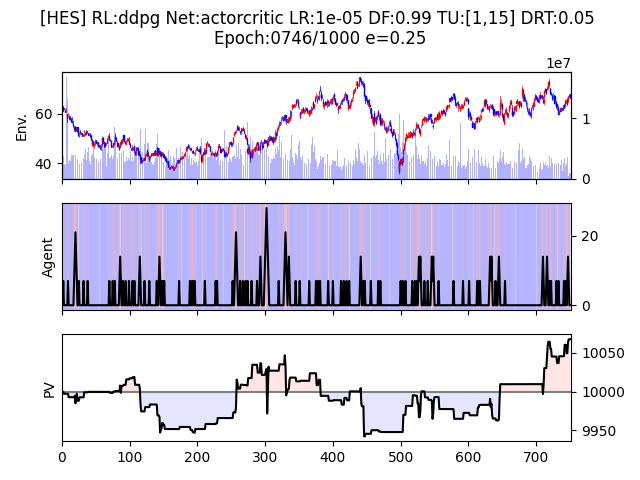 [HES] RL:ddpg Net:actorcritic LR:1e-05 DF:0.99 TU:[1,15] DRT:0.05
Epoch:0746/1000 e=0.25
1e7
Env.
60
40
1
0
Agent
20
0
PV
10050
10000
9950
0 100 200 300 400 500 600 700